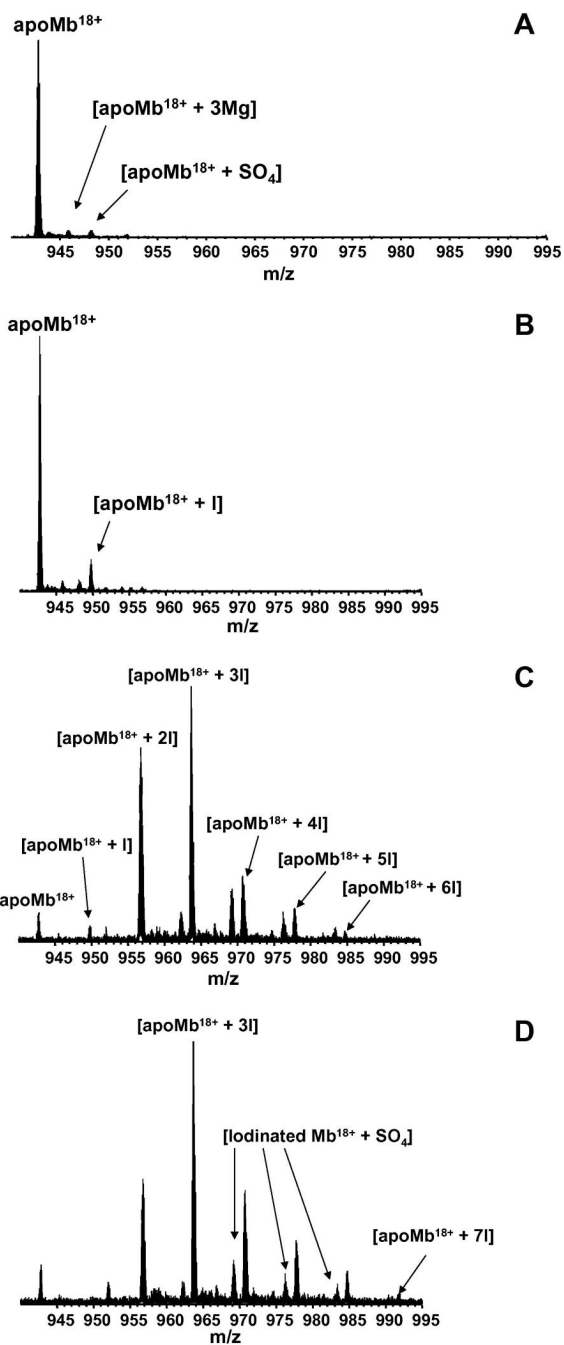 A
apoMb18+
[apoMb18+ + 3Mg]
[apoMb18+ + SO4]
945 950 955 960 965 970 975 980 985 990 995
m/z
B
apoMb18+
[apoMb18+ + I]
945 950 955 960 965 970 975 980 985 990 995
m/z
C
[apoMb18+ + 3I]
[apoMb18+ + 2I]
[apoMb18+ + 4I]
[apoMb18+ + I]
[apoMb18+ + 5I]
[apoMb18+ + 6I]
apoMb18+
945 950 955 960 965 970 975 980 985 990 995
m/z
D
[apoMb18+ + 3I]
[Iodinated Mb18+ + SO4]
[apoMb18+ + 7I]
945 950 955 960 965 970 975 980 985 990 995
m/z